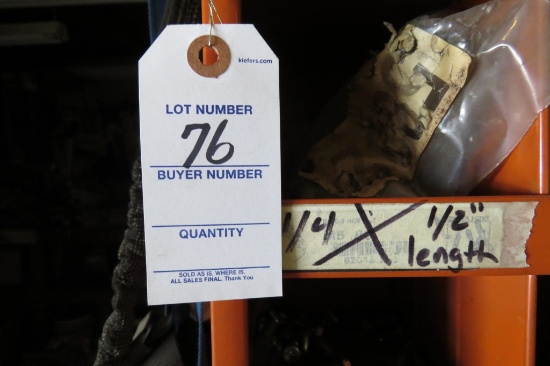 kiefers.com
LOT NUMBER
76
BUYER NUMBER
QUANTITY
SOLD AS IS, WHERE IS.
ALL SALES FINAL. Thank You
1/4 X 1/2"
length